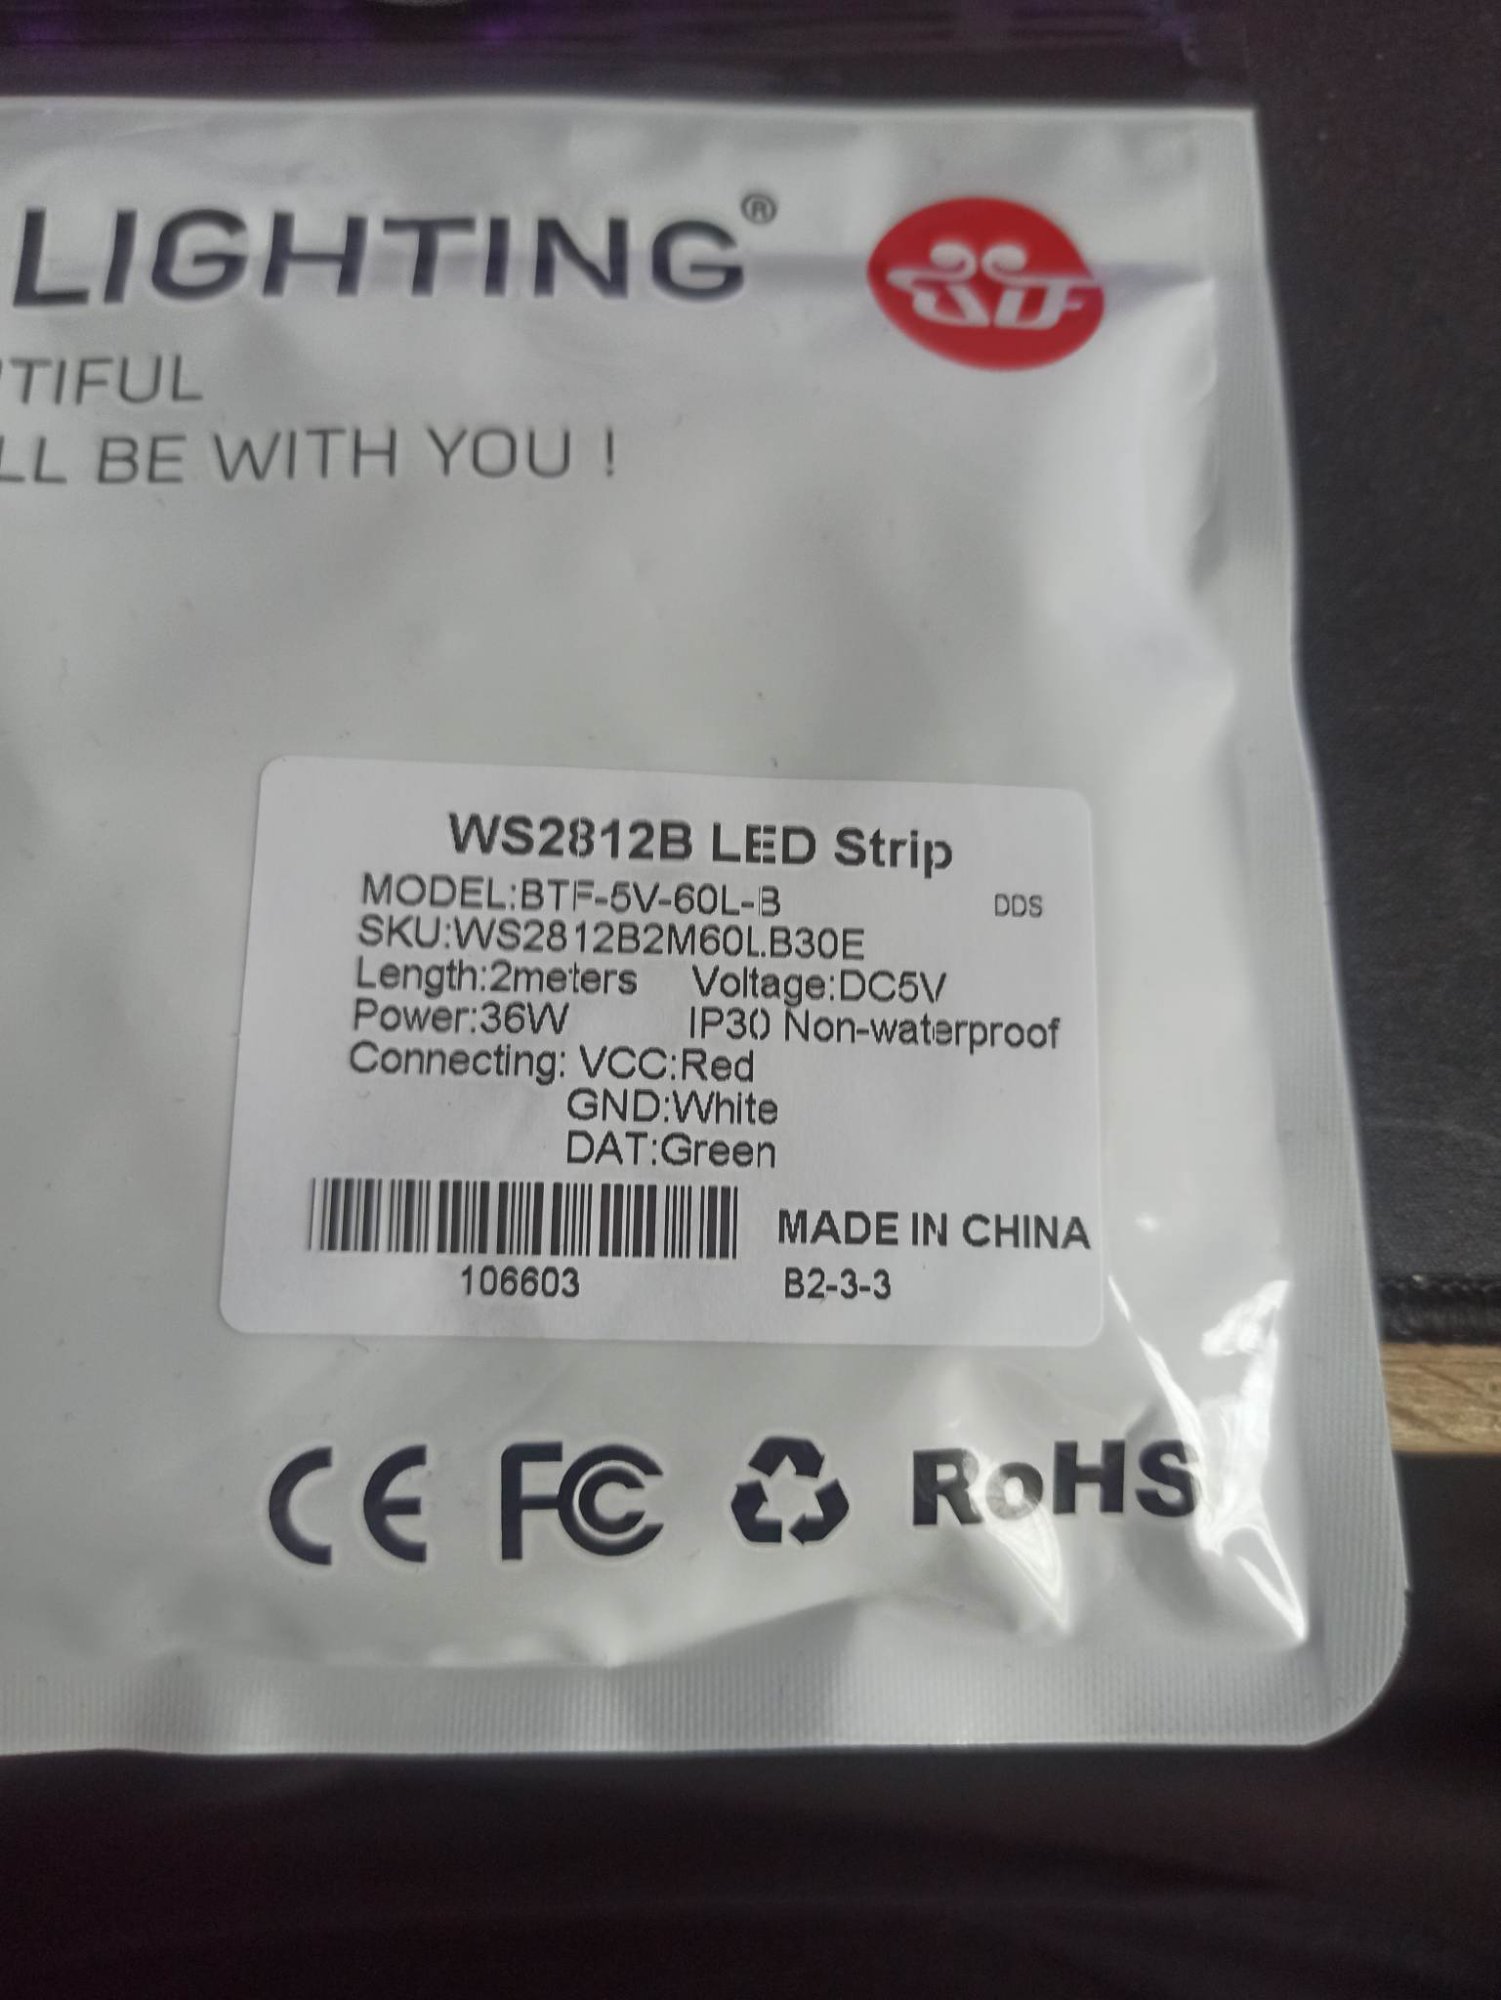 LIGHTING®
TIFUL
LL BE WITH YOU !
WS2812B LED Strip
MODEL:BTF-5V-60L-B
DDS
SKU:WS2812B2M60LB30E
Length:2meters Voltage:DC5V
Power:36W IP30 Non-waterproof
Connecting: VCC:Red
GND:White
DAT:Green
MADE IN CHINA
106603 B2-3-3
CE FC RoHS